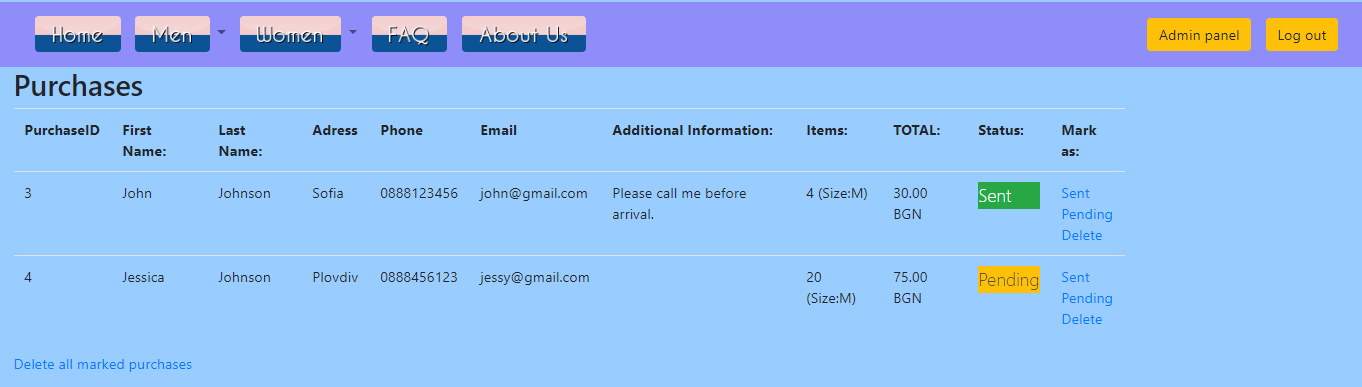 Home Men Women FAQ About Us Admin panel Log out
Purchases
PurchaseID First Name: Last Name: Adress Phone Email Additional Information: Items: TOTAL: Status: Mark as:
3 John Johnson Sofia 0888123456 john@gmail.com Please call me before arrival. 4 (Size:M) 30.00 BGN Sent Sent
Pending
Delete
4 Jessica Johnson Plovdiv 0888456123 jessy@gmail.com 20 (Size:M) 75.00 BGN Pending Sent
Pending
Delete
Delete all marked purchases